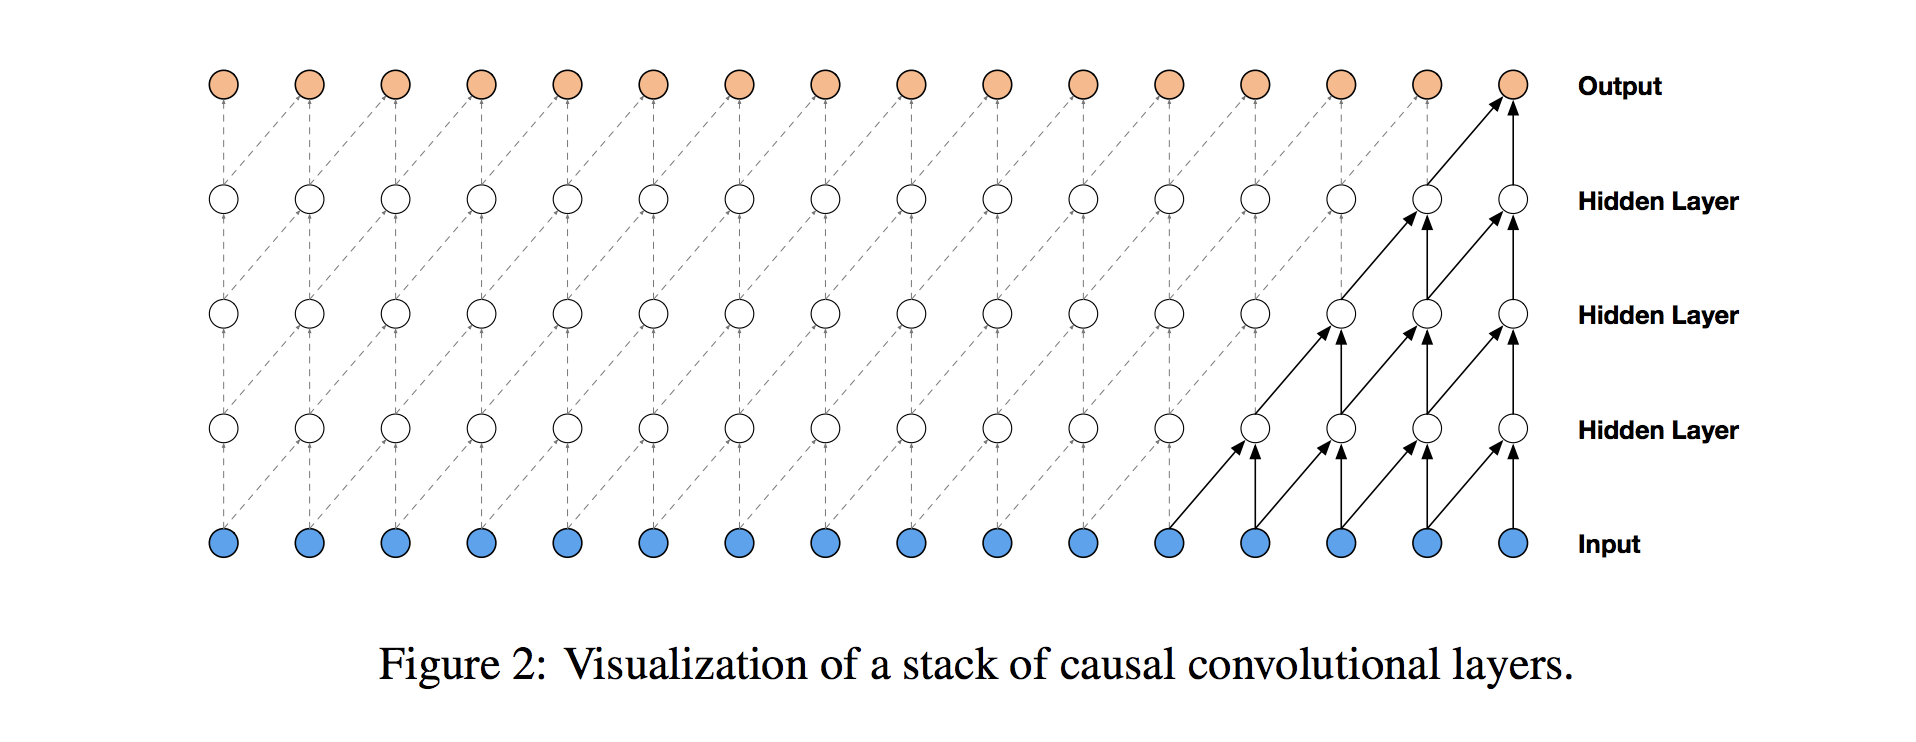 Output
Hidden Layer
Hidden Layer
Hidden Layer
Input
Figure 2: Visualization of a stack of causal convolutional layers.